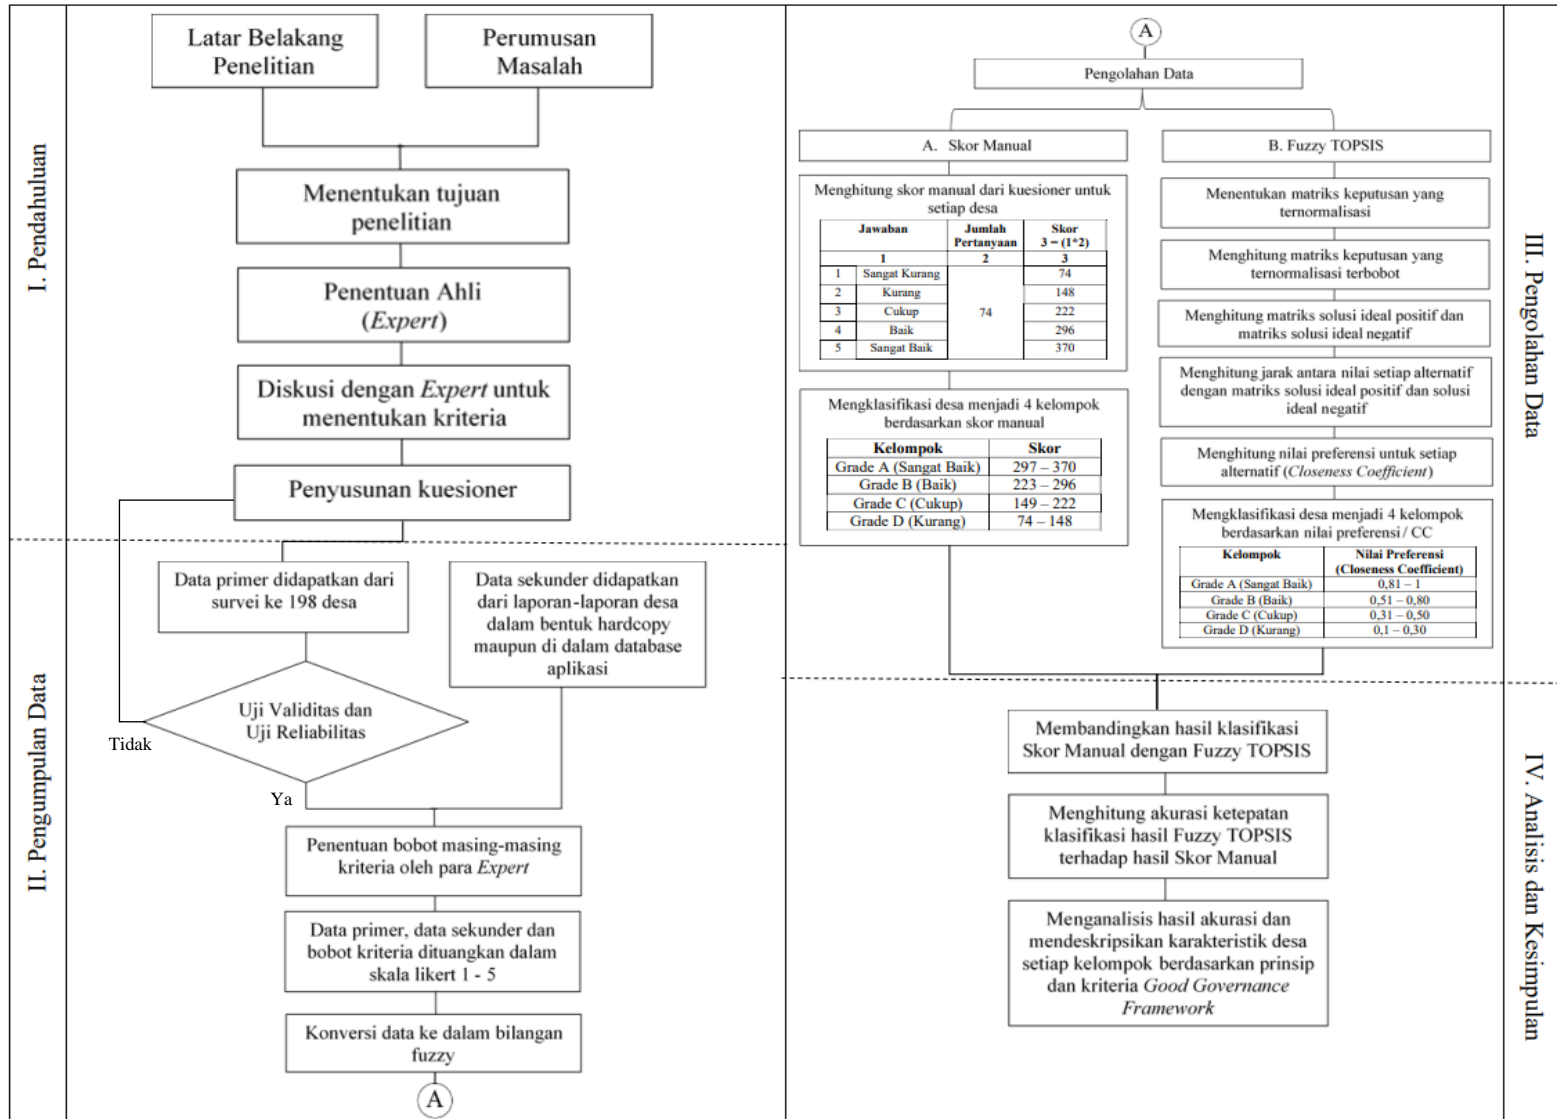 I. Pendahuluan
Latar Belakang
Penelitian
Perumusan
Masalah
Menentukan tujuan
penelitian
Penentuan Ahli
(Expert)
Diskusi dengan Expert untuk
menentukan kriteria
Penyusunan kuesioner
II. Pengumpulan Data
Data primer didapatkan dari
survei ke 198 desa
Data sekunder didapatkan
dari laporan-laporan desa
dalam bentuk hardcopy
maupun di dalam database
aplikasi
Uji Validitas dan
Uji Reliabilitas
Tidak
Ya
Penentuan bobot masing-masing
kriteria oleh para Expert
Data primer, data sekunder dan
bobot kriteria dituangkan dalam
skala likert 1 - 5
Konversi data ke dalam bilangan
fuzzy
A
III. Pengolahan Data
A
Pengolahan Data
A. Skor Manual
Menghitung skor manual dari kuesioner untuk
setiap desa
Jawaban Jumlah Pertanyaan Skor 3 = (1*2)
1 2 3
1 Sangat Kurang 74 74
2 Kurang 148
3 Cukup 222
4 Baik 296
5 Sangat Baik 370
Mengklasifikasi desa menjadi 4 kelompok
berdasarkan skor manual
Kelompok Skor
Grade A (Sangat Baik) 297 – 370
Grade B (Baik) 223 – 296
Grade C (Cukup) 149 – 222
Grade D (Kurang) 74 – 148
B. Fuzzy TOPSIS
Menentukan matriks keputusan yang
ternormalisasi
Menghitung matriks keputusan yang
ternormalisasi terbobot
Menghitung matriks solusi ideal positif dan
matriks solusi ideal negatif
Menghitung jarak antara nilai setiap alternatif
dengan matriks solusi ideal positif dan solusi
ideal negatif
Menghitung nilai preferensi untuk setiap
alternatif (Closeness Coefficient)
Mengklasifikasi desa menjadi 4 kelompok
berdasarkan nilai preferensi / CC
Kelompok Nilai Preferensi (Closeness Coefficient)
Grade A (Sangat Baik) 0,81 – 1
Grade B (Baik) 0,51 – 0,80
Grade C (Cukup) 0,31 – 0,50
Grade D (Kurang) 0,1 – 0,30
IV. Analisis dan Kesimpulan
Membandingkan hasil klasifikasi
Skor Manual dengan Fuzzy TOPSIS
Menghitung akurasi ketepatan
klasifikasi hasil Fuzzy TOPSIS
terhadap hasil Skor Manual
Menganalisis hasil akurasi dan
mendeskripsikan karakteristik desa
setiap kelompok berdasarkan prinsip
dan kriteria Good Governance
Framework